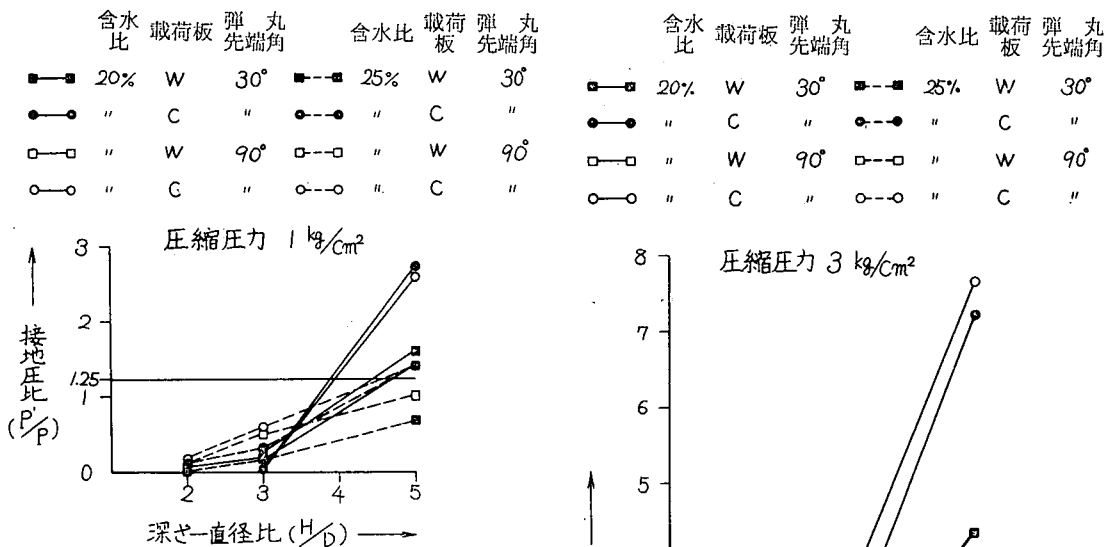 含水比 載荷板 弾丸先端角 含水比 載荷板 弾丸先端角
20% W 30° 25% W 30°
〃 C 〃 〃 C 〃
〃 W 90° 〃 W 90°
〃 C 〃 〃 C 〃
圧縮圧力 1 kg/cm²
3
2
1.25
1
0
接地圧比
(P'/P)
2 3 4 5
深さ―直径比 (H/D)
含水比 載荷板 弾丸先端角 含水比 載荷板 弾丸先端角
20% W 30° 25% W 30°
〃 C 〃 〃 C 〃
〃 W 90° 〃 W 90°
〃 C 〃 〃 C 〃
圧縮圧力 3 kg/cm²
8
7
6
5